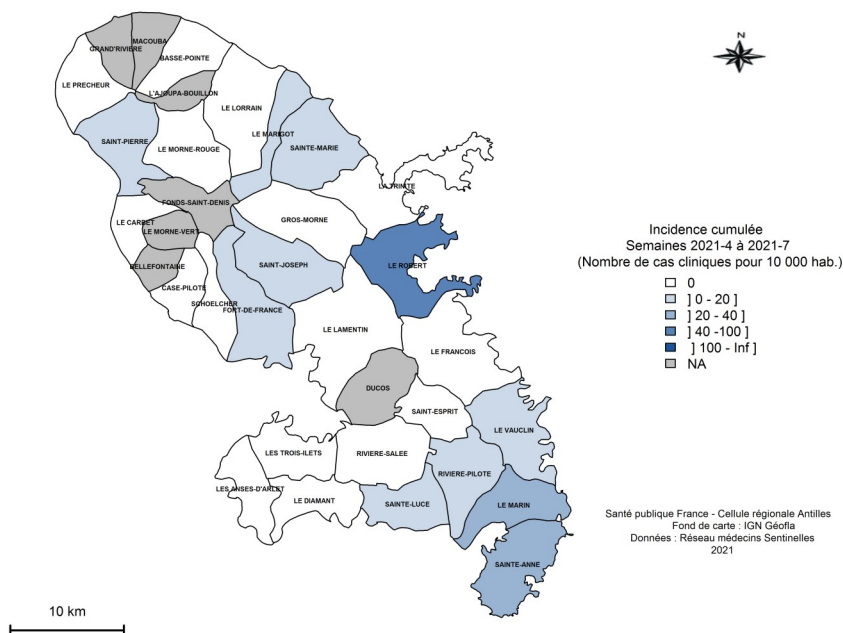 MACOUBA
GRAND'RIVIERE
BASSE-POINTE
LE PRECHEUR
L'AJOUPA-BOUILLON
LE LORRAIN
LE MARIGOT
SAINT-PIERRE
SAINTE-MARIE
LE MORNE-ROUGE
LA TRINITE
FONDS-SAINT-DENIS
GROS-MORNE
LE CARBET
LE MORNE-VERT
BELLEFONTAINE
SAINT-JOSEPH
LE ROBERT
CASE-PILOTE
SCHOELCHER
FORT-DE-FRANCE
LE LAMENTIN
LE FRANCOIS
DUCOS
SAINT-ESPRIT
LE VAUCLIN
LES TROIS-ILETS
RIVIERE-SALEE
RIVIERE-PILOTE
LES ANSES-D'ARLET
LE DIAMANT
SAINTE-LUCE
LE MARIN
SAINTE-ANNE
N
Incidence cumulée
Semaines 2021-4 à 2021-7
(Nombre de cas cliniques pour 10 000 hab.)
0
] 0 - 20 ]
] 20 - 40 ]
] 40 -100 ]
] 100 - Inf ]
NA
Santé publique France - Cellule régionale Antilles
Fond de carte : IGN Géofla
Données : Réseau médecins Sentinelles
2021
10 km